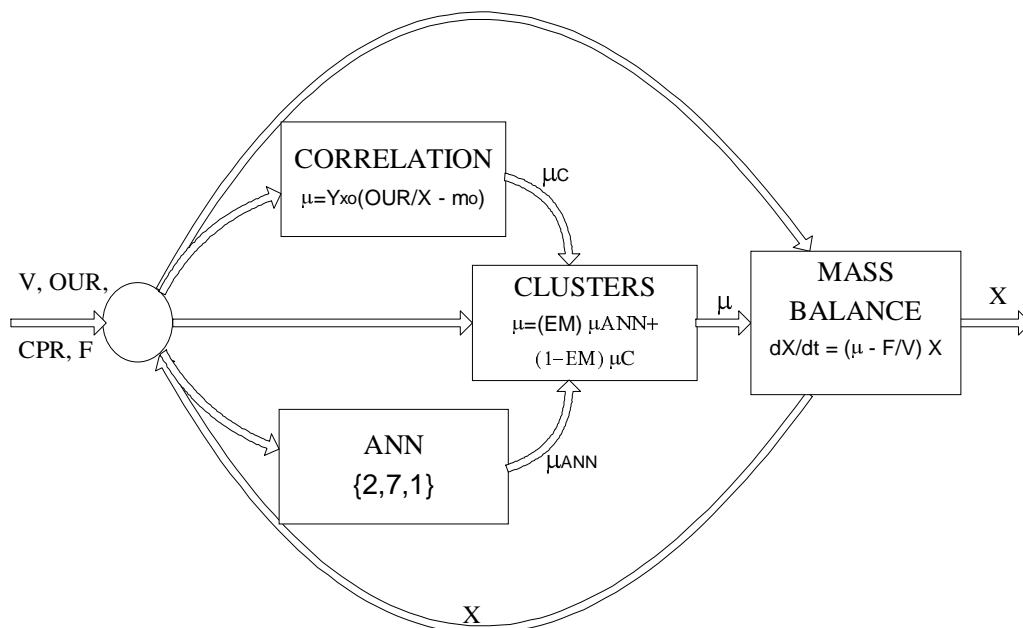 V, OUR,
CPR, F
CORRELATION
μ=Yxo(OUR/X - mo)
μC
CLUSTERS
μ=(EM) μANN+
(1−EM) μC
ANN
{2,7,1}
μANN
μ
MASS
BALANCE
dX/dt = (μ - F/V) X
X
X